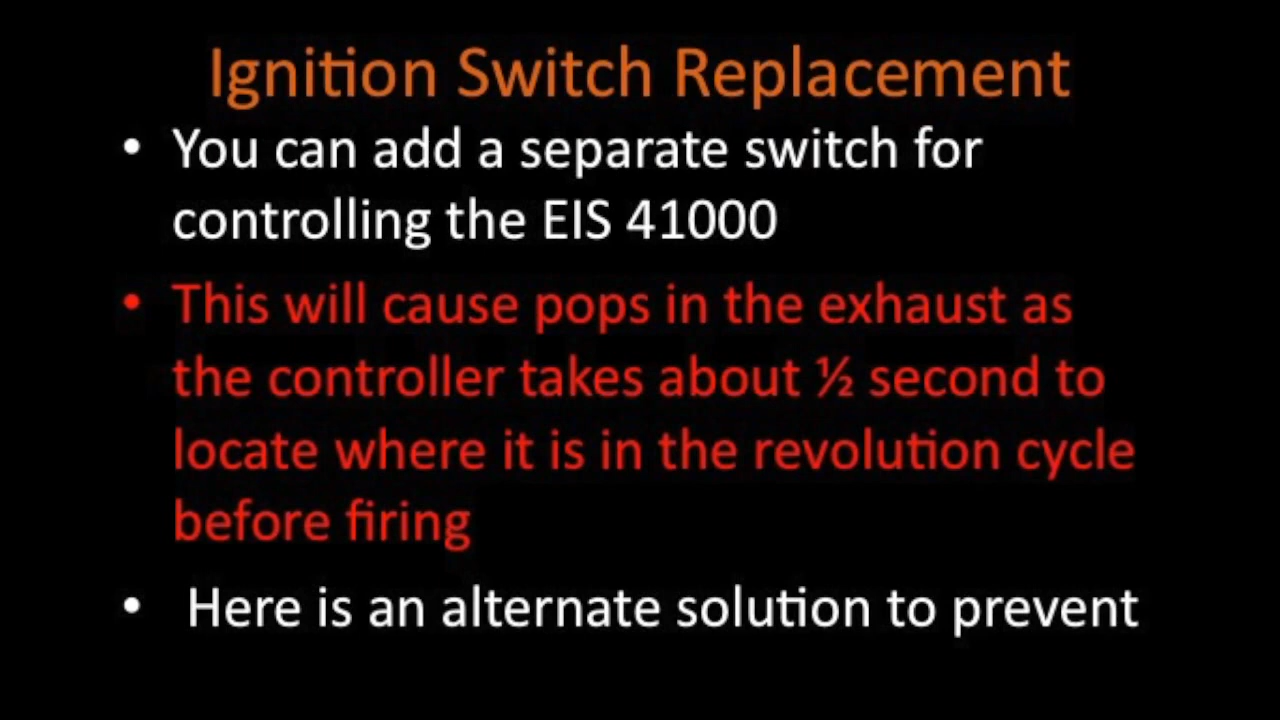 Ignition Switch Replacement
• You can add a separate switch for
controlling the EIS 41000
• This will cause pops in the exhaust as
the controller takes about ½ second to
locate where it is in the revolution cycle
before firing
• Here is an alternate solution to prevent